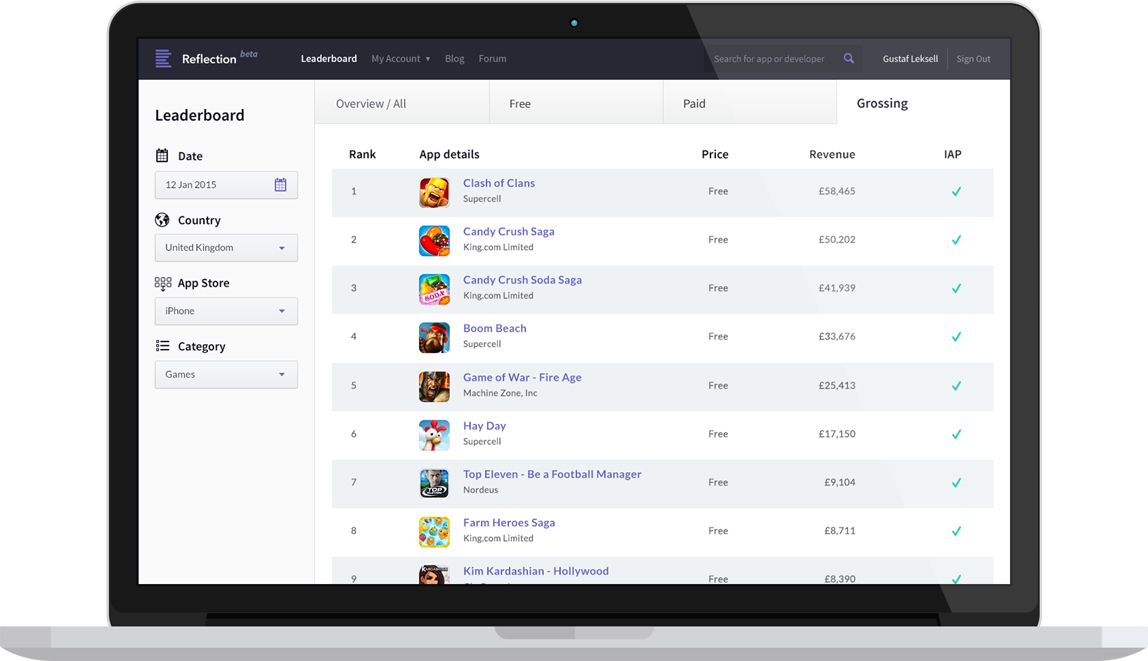 Reflection beta
Leaderboard My Account Blog Forum
Search for app or developer
Gustaf Leksell Sign Out
Leaderboard
Date
12 Jan 2015
Country
United Kingdom
App Store
iPhone
Category
Games
Overview / All Free Paid Grossing
Rank App details Price Revenue IAP
1 Clash of Clans Free £58,465
Supercell
2 Candy Crush Saga Free £50,202
King.com Limited
3 Candy Crush Soda Saga Free £41,939
King.com Limited
SODA
4 Boom Beach Free £33,676
Supercell
5 Game of War - Fire Age Free £25,413
Machine Zone, Inc
6 Hay Day Free £17,150
Supercell
7 Top Eleven - Be a Football Manager Free £9,104
Nordeus
TOP
8 Farm Heroes Saga Free £8,711
King.com Limited
9 Kim Kardashian - Hollywood Free £8,390
KARDASHIAN